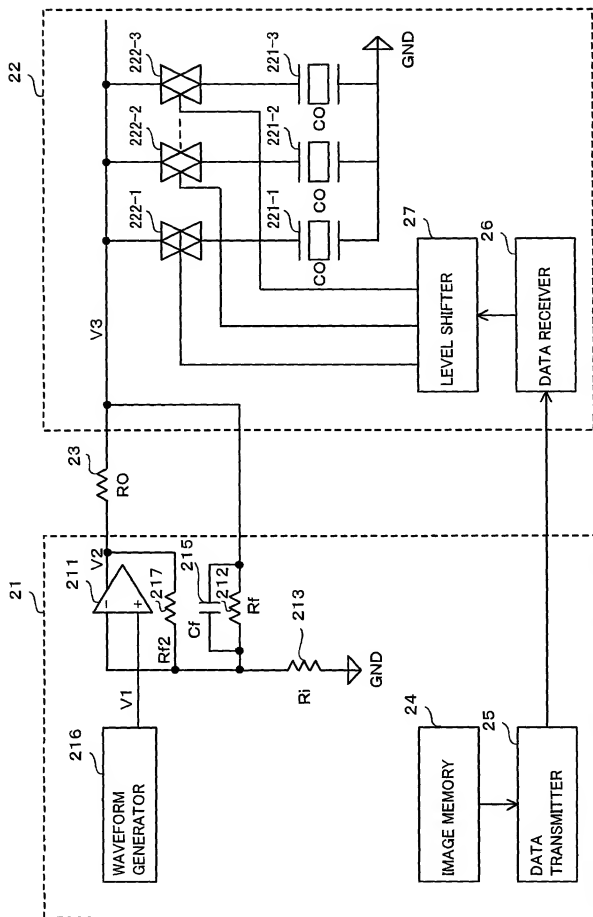 21
22
216
WAVEFORM
GENERATOR
V1
211
-
+
V2
23
RO
V3
217
Rf2
215
Cf
212
Rf
213
Ri
GND
222-1
222-2
222-3
221-1
221-2
221-3
CO
CO
CO
GND
24
IMAGE MEMORY
25
DATA
TRANSMITTER
27
LEVEL SHIFTER
26
DATA RECEIVER